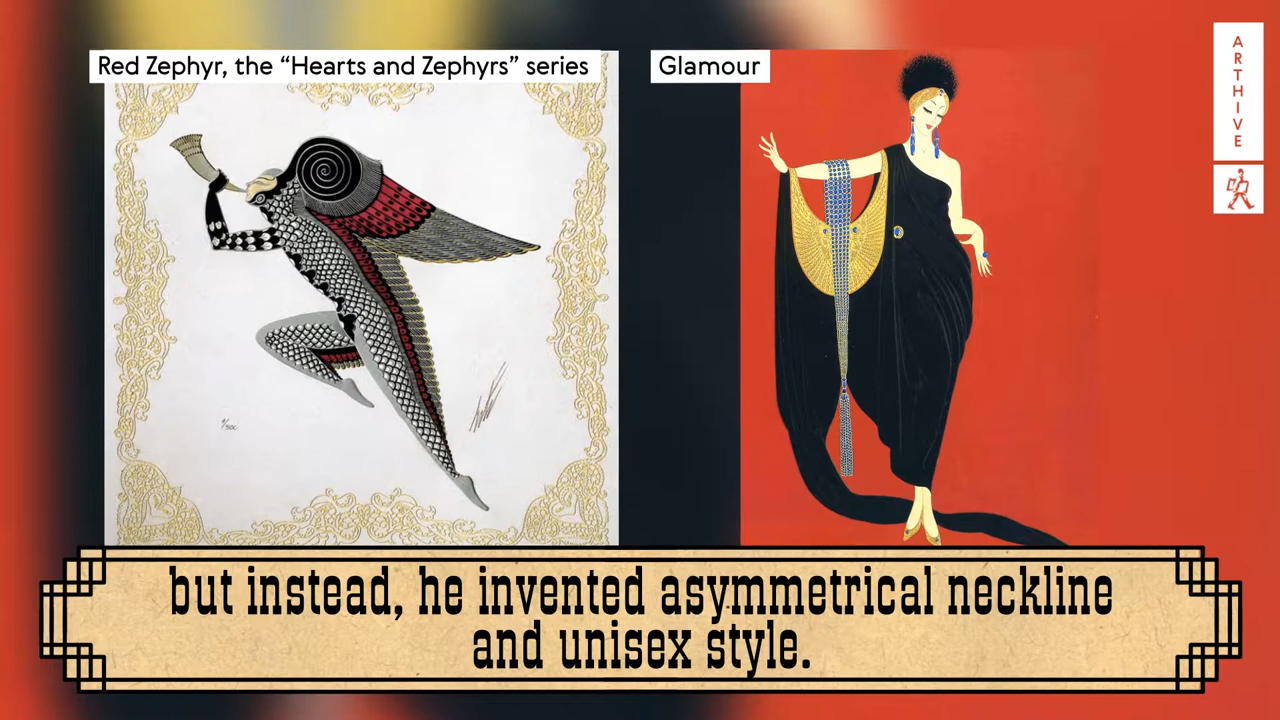 Red Zephyr, the “Hearts and Zephyrs” series
Glamour
ARTHIVE
but instead, he invented asymmetrical neckline
and unisex style.